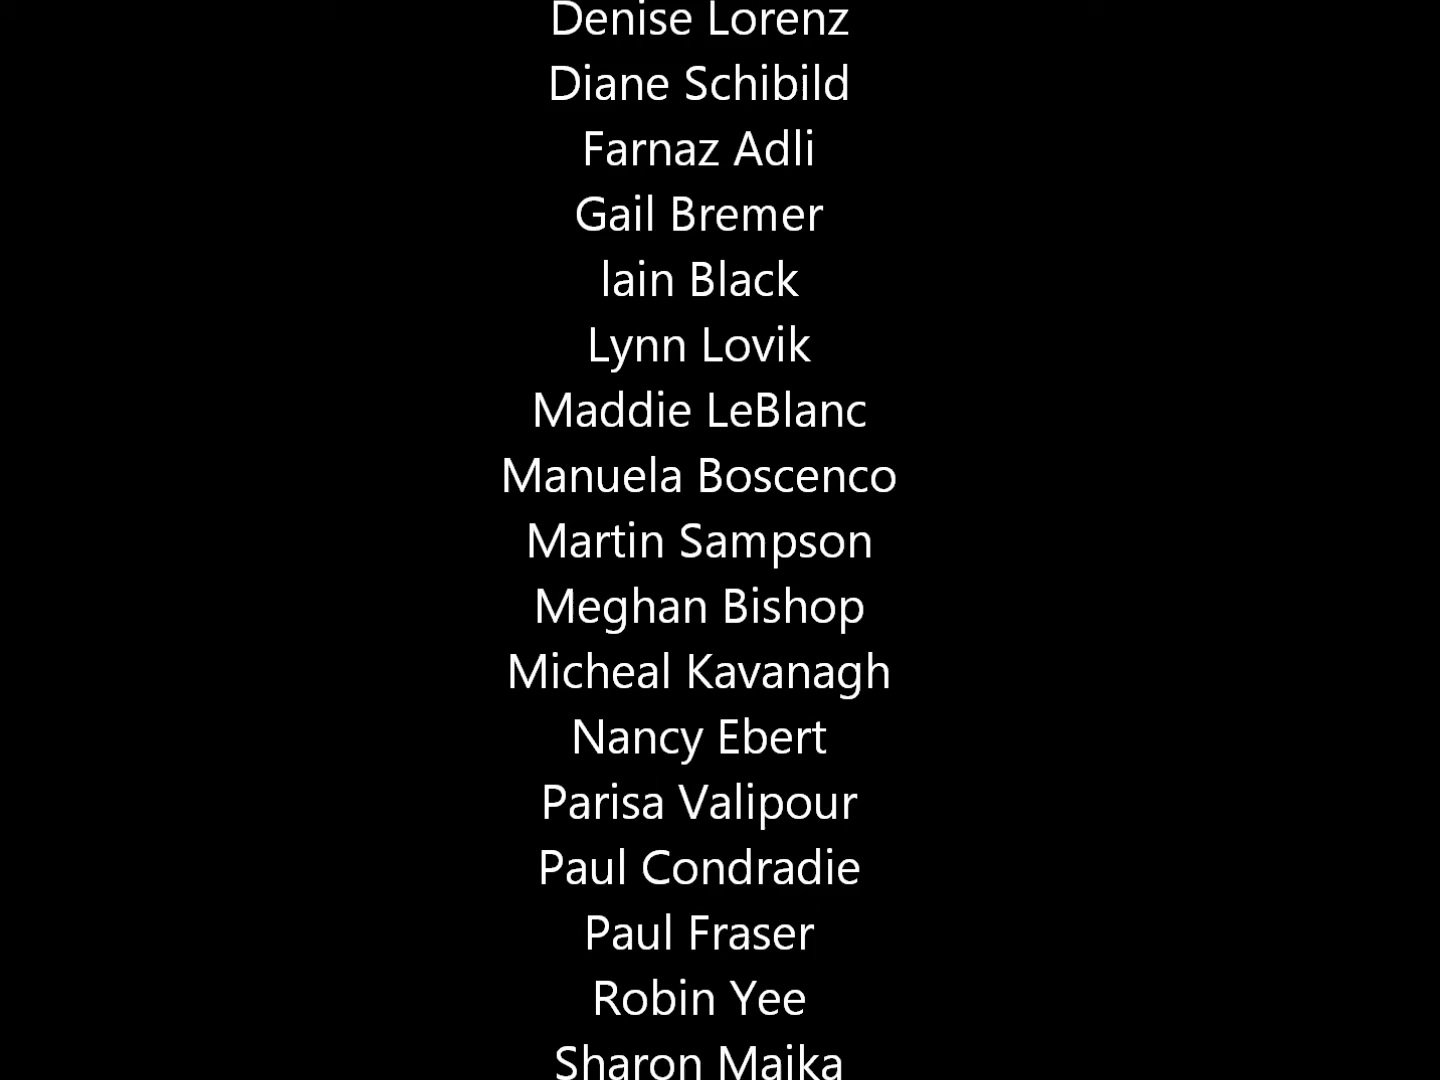 Denise Lorenz
Diane Schibild
Farnaz Adli
Gail Bremer
Iain Black
Lynn Lovik
Maddie LeBlanc
Manuela Boscenco
Martin Sampson
Meghan Bishop
Micheal Kavanagh
Nancy Ebert
Parisa Valipour
Paul Condradie
Paul Fraser
Robin Yee
Sharon Maika